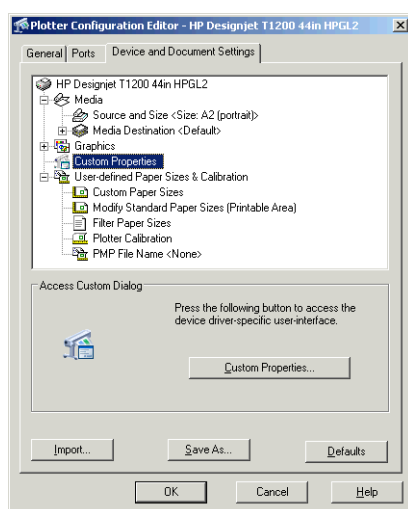 Plotter Configuration Editor - HP Designjet T1200 44in HPGL2
General Ports Device and Document Settings
HP Designjet T1200 44in HPGL2
Media
Source and Size <Size: A2 (portrait)>
Media Destination <Default>
Graphics
Custom Properties
User-defined Paper Sizes & Calibration
Custom Paper Sizes
Modify Standard Paper Sizes (Printable Area)
Filter Paper Sizes
Plotter Calibration
PMP File Name <None>
Access Custom Dialog
Press the following button to access the
device driver-specific user-interface.
Custom Properties...
Import... Save As... Defaults
OK Cancel Help